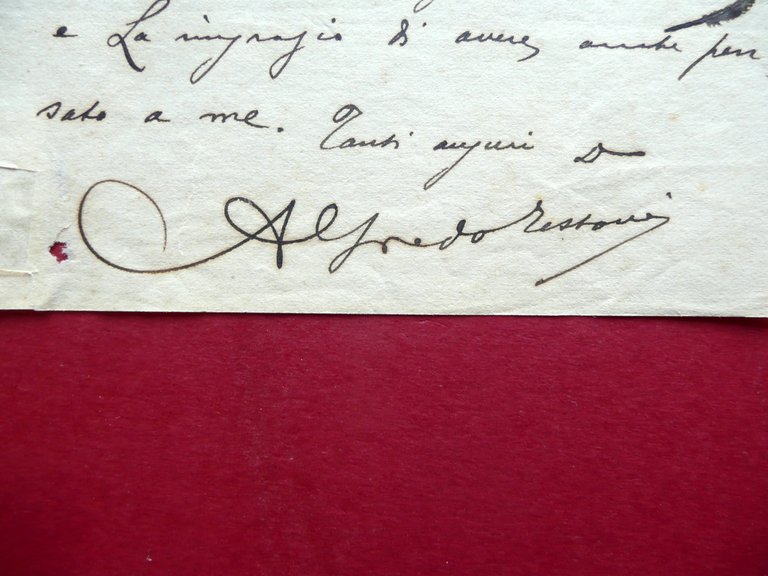 e La ringrazio di avere anche pen
sato a me. Tanti auguri D
Alfredo Testoni